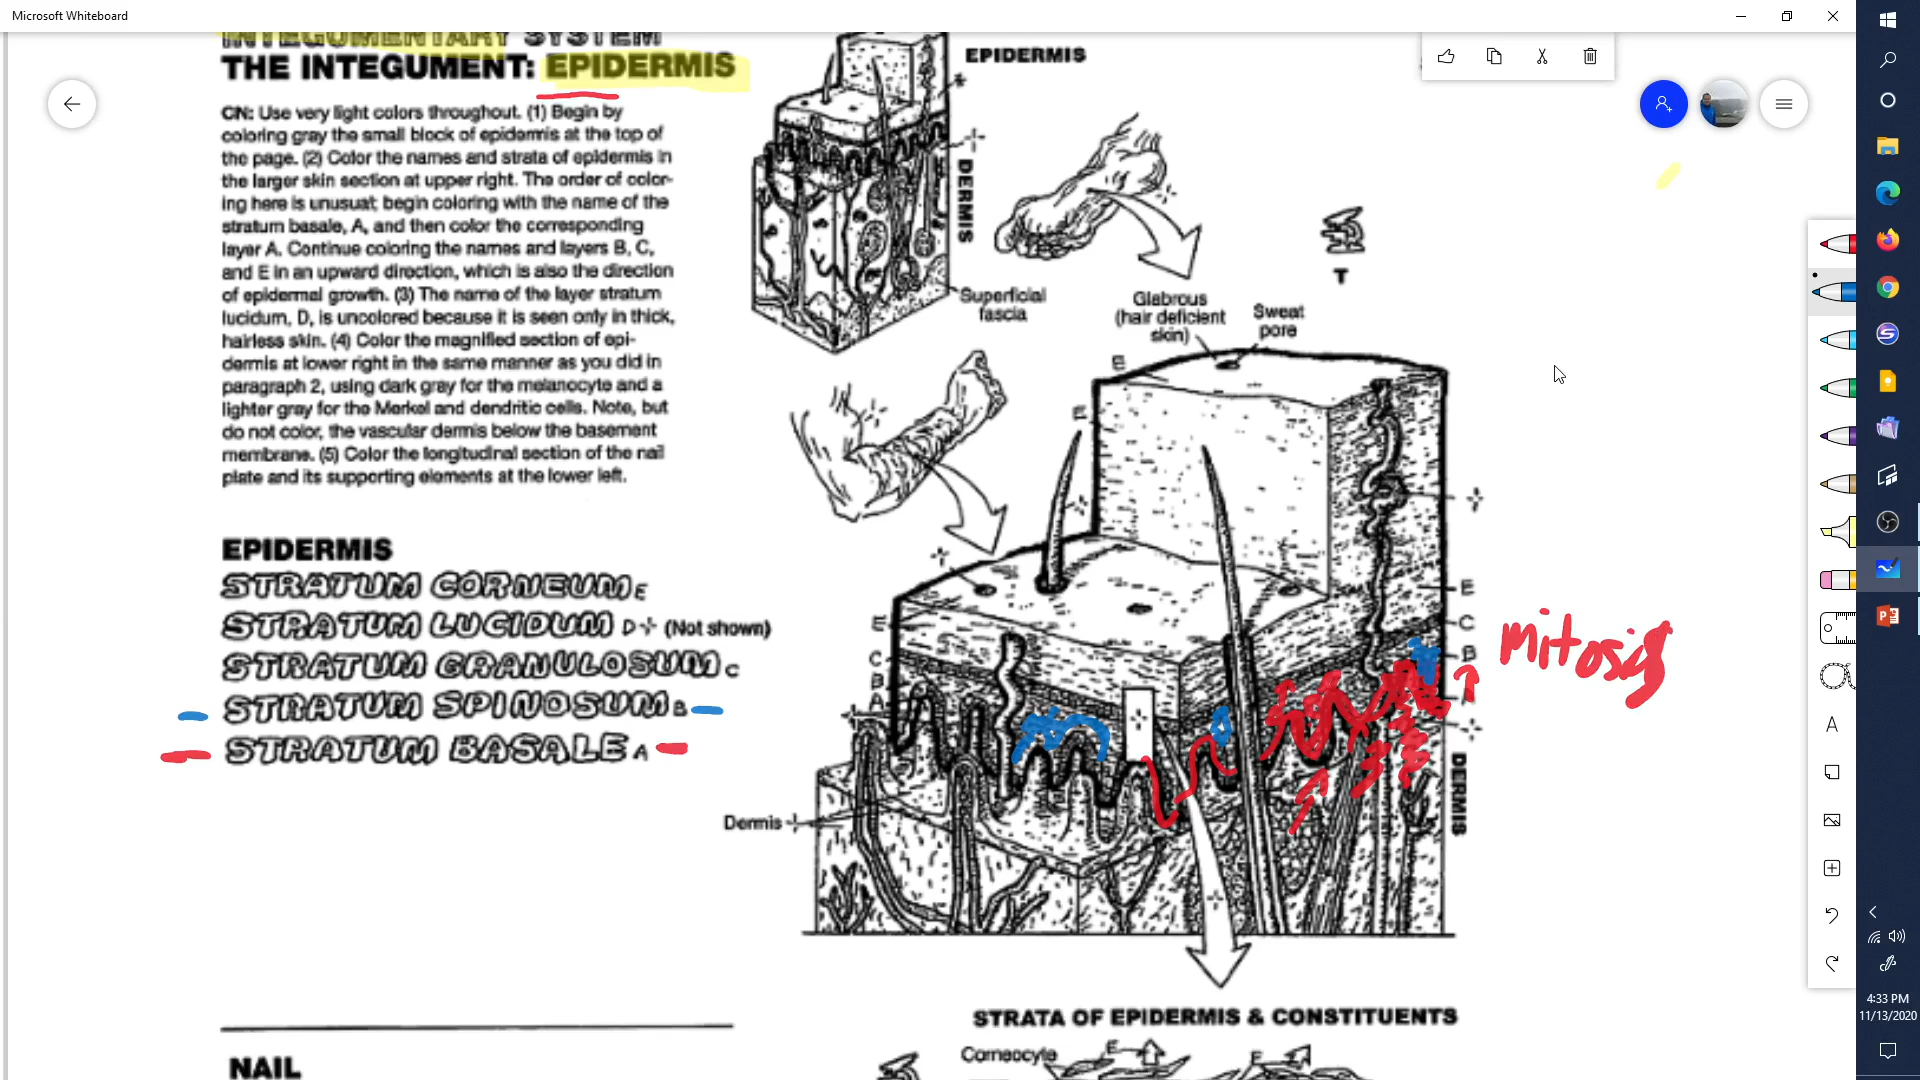 Microsoft Whiteboard
INTEGUMENTARY SYSTEM
THE INTEGUMENT: EPIDERMIS
CN: Use very light colors throughout. (1) Begin by
coloring gray the small block of epidermis at the top of
the page. (2) Color the names and strata of epidermis in
the larger skin section at upper right. The order of color-
ing here is unusual; begin coloring with the name of the
stratum basale, A, and then color the corresponding
layer A. Continue coloring the names and layers B, C,
and E in an upward direction, which is also the direction
of epidermal growth. (3) The name of the layer stratum
lucidum, D, is uncolored because it is seen only in thick,
hairless skin. (4) Color the magnified section of epi-
dermis at lower right in the same manner as you did in
paragraph 2, using dark gray for the melanocyte and a
lighter gray for the Merkel and dendritic cells. Note, but
do not color, the vascular dermis below the basement
membrane. (5) Color the longitudinal section of the nail
plate and its supporting elements at the lower left.
EPIDERMIS
STRATUM CORNEUM E
STRATUM LUCIDUM D (Not shown)
STRATUM GRANULOSUM C
STRATUM SPINOSUM B
STRATUM BASALE A
NAIL
EPIDERMIS
DERMIS
Superficial
fascia
T
Glabrous
(hair deficient
skin)
Sweat
pore
E
E
E
C
B
A
E
C
B
mitosis
DERMIS
Dermis
STRATA OF EPIDERMIS & CONSTITUENTS
Corneocyte
E
E
4:33 PM
11/13/2020